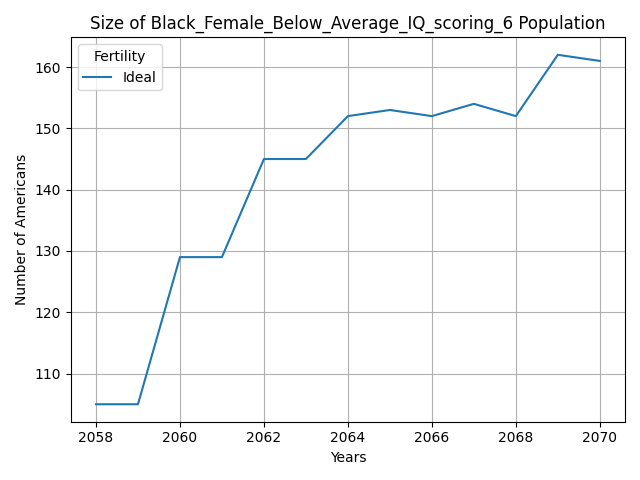 Size of Black_Female_Below_Average_IQ_scoring_6 Population
Fertility
Ideal
Number of Americans
160
150
140
130
120
110
2058 2060 2062 2064 2066 2068 2070
Years